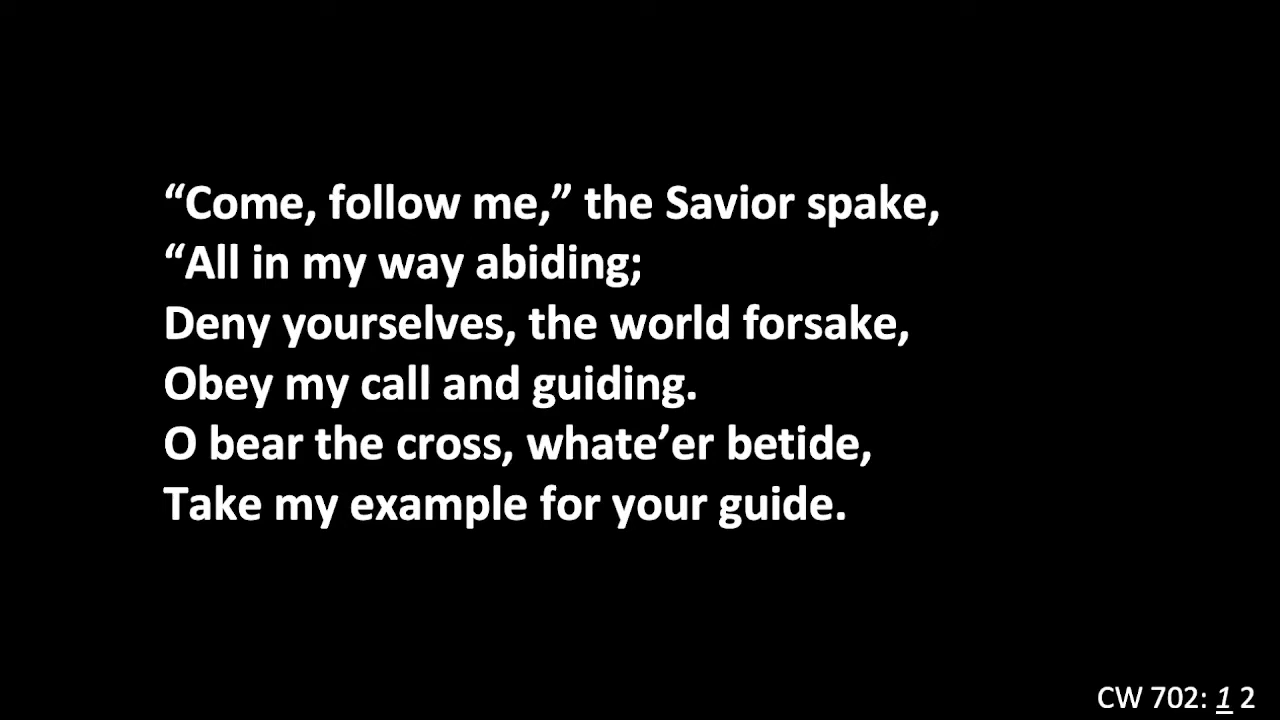 “Come, follow me,” the Savior spake,
“All in my way abiding;
Deny yourselves, the world forsake,
Obey my call and guiding.
O bear the cross, whate’er betide,
Take my example for your guide.
CW 702: 1 2